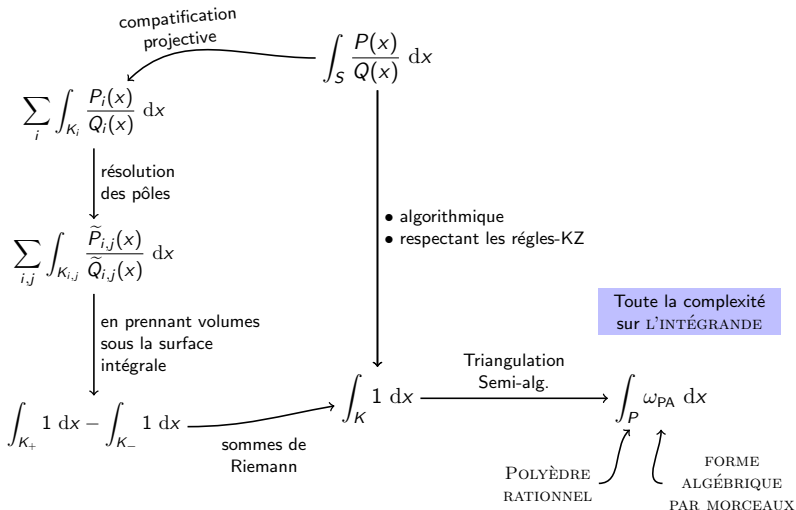 compatification
projective
∫_S P(x)/Q(x) dx
∑_i ∫_{K_i} P_i(x)/Q_i(x) dx
résolution
des pôles
• algorithmique
• respectant les régles-KZ
∑_{i,j} ∫_{K_{i,j}} P̃_{i,j}(x)/Q̃_{i,j}(x) dx
Toute la complexité
sur L'INTÉGRANDE
en prennant volumes
sous la surface
intégrale
Triangulation
Semi-alg.
∫_{K_+} 1 dx − ∫_{K_−} 1 dx
∫_K 1 dx
∫_P ω_PA dx
sommes de
Riemann
POLYÈDRE
RATIONNEL
FORME
ALGÉBRIQUE
PAR MORCEAUX